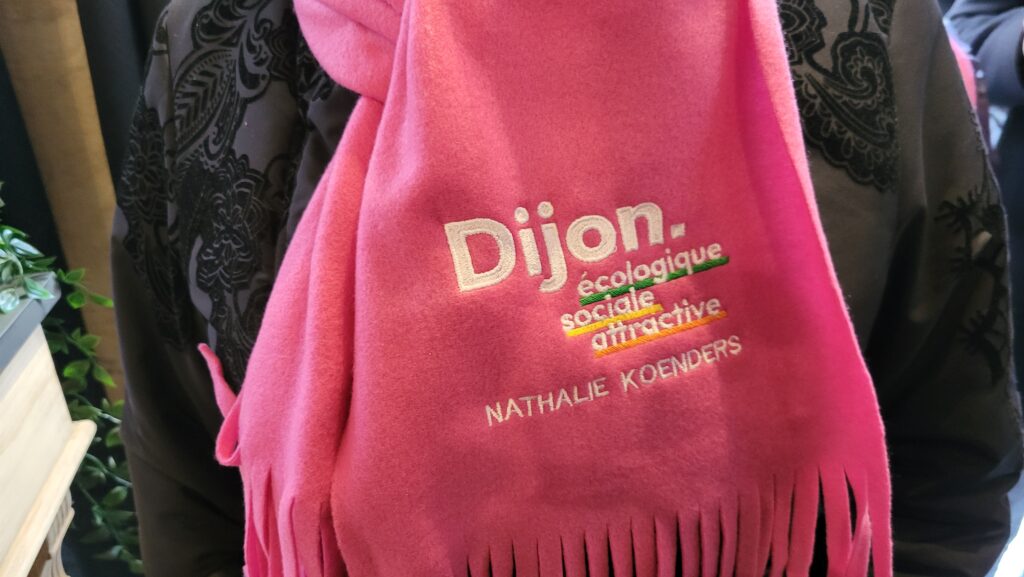 Dijon.
écologique
sociale
attractive
NATHALIE KOENDERS